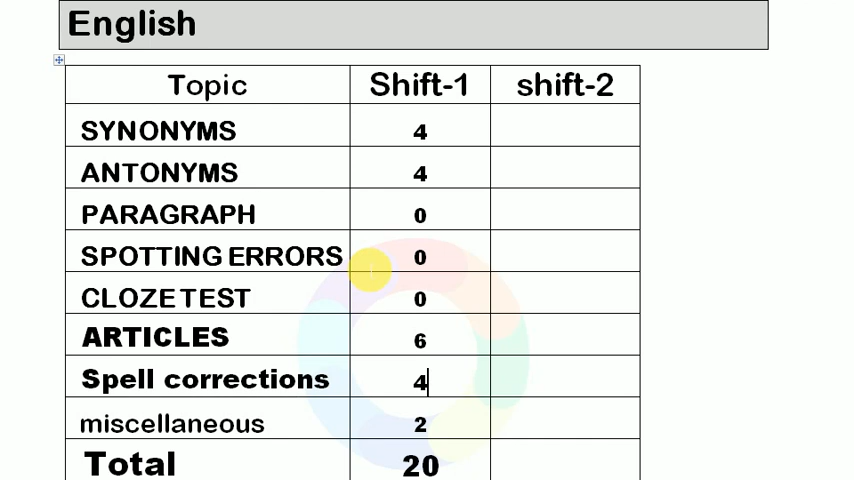 English
Topic Shift-1 shift-2
SYNONYMS 4
ANTONYMS 4
PARAGRAPH 0
SPOTTING ERRORS 0
CLOZE TEST 0
ARTICLES 6
Spell corrections 4
miscellaneous 2
Total 20